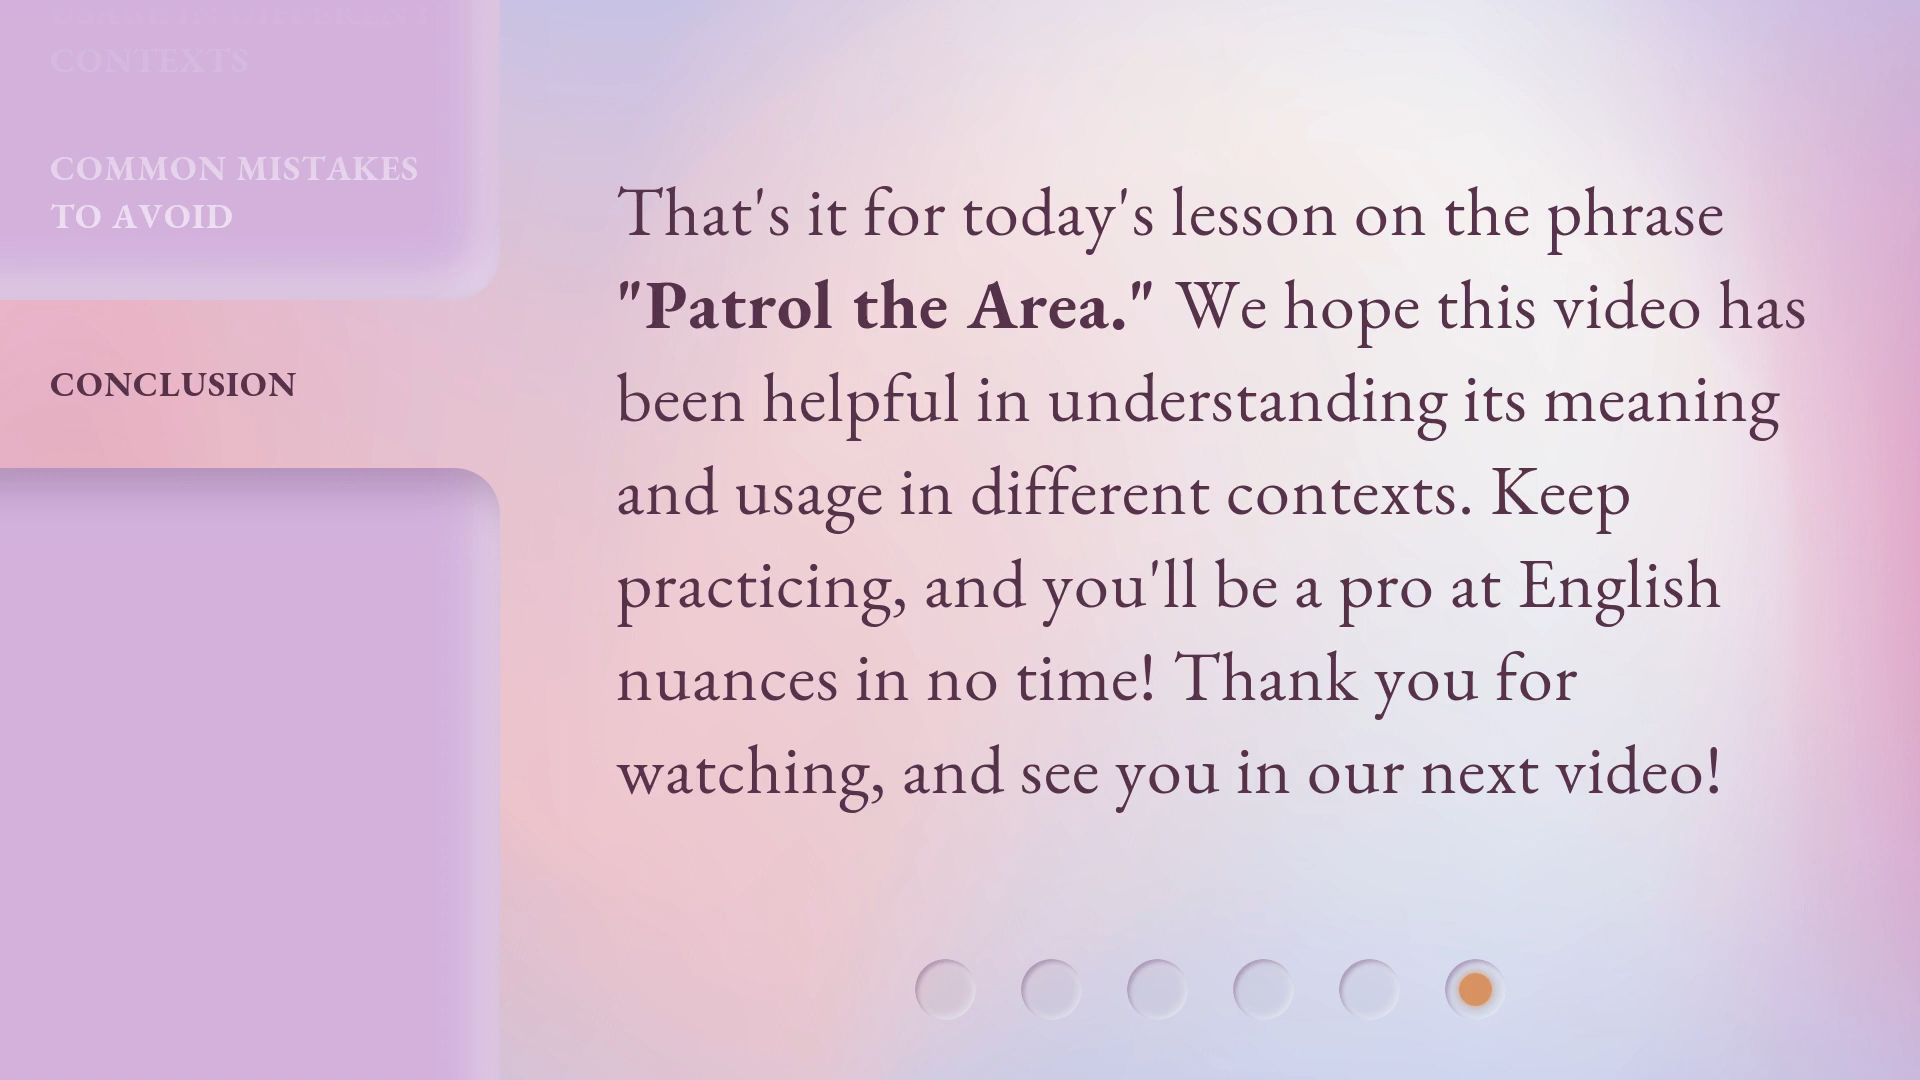 CONTEXTS
COMMON MISTAKES
TO AVOID
CONCLUSION
That's it for today's lesson on the phrase
"Patrol the Area." We hope this video has
been helpful in understanding its meaning
and usage in different contexts. Keep
practicing, and you'll be a pro at English
nuances in no time! Thank you for
watching, and see you in our next video!